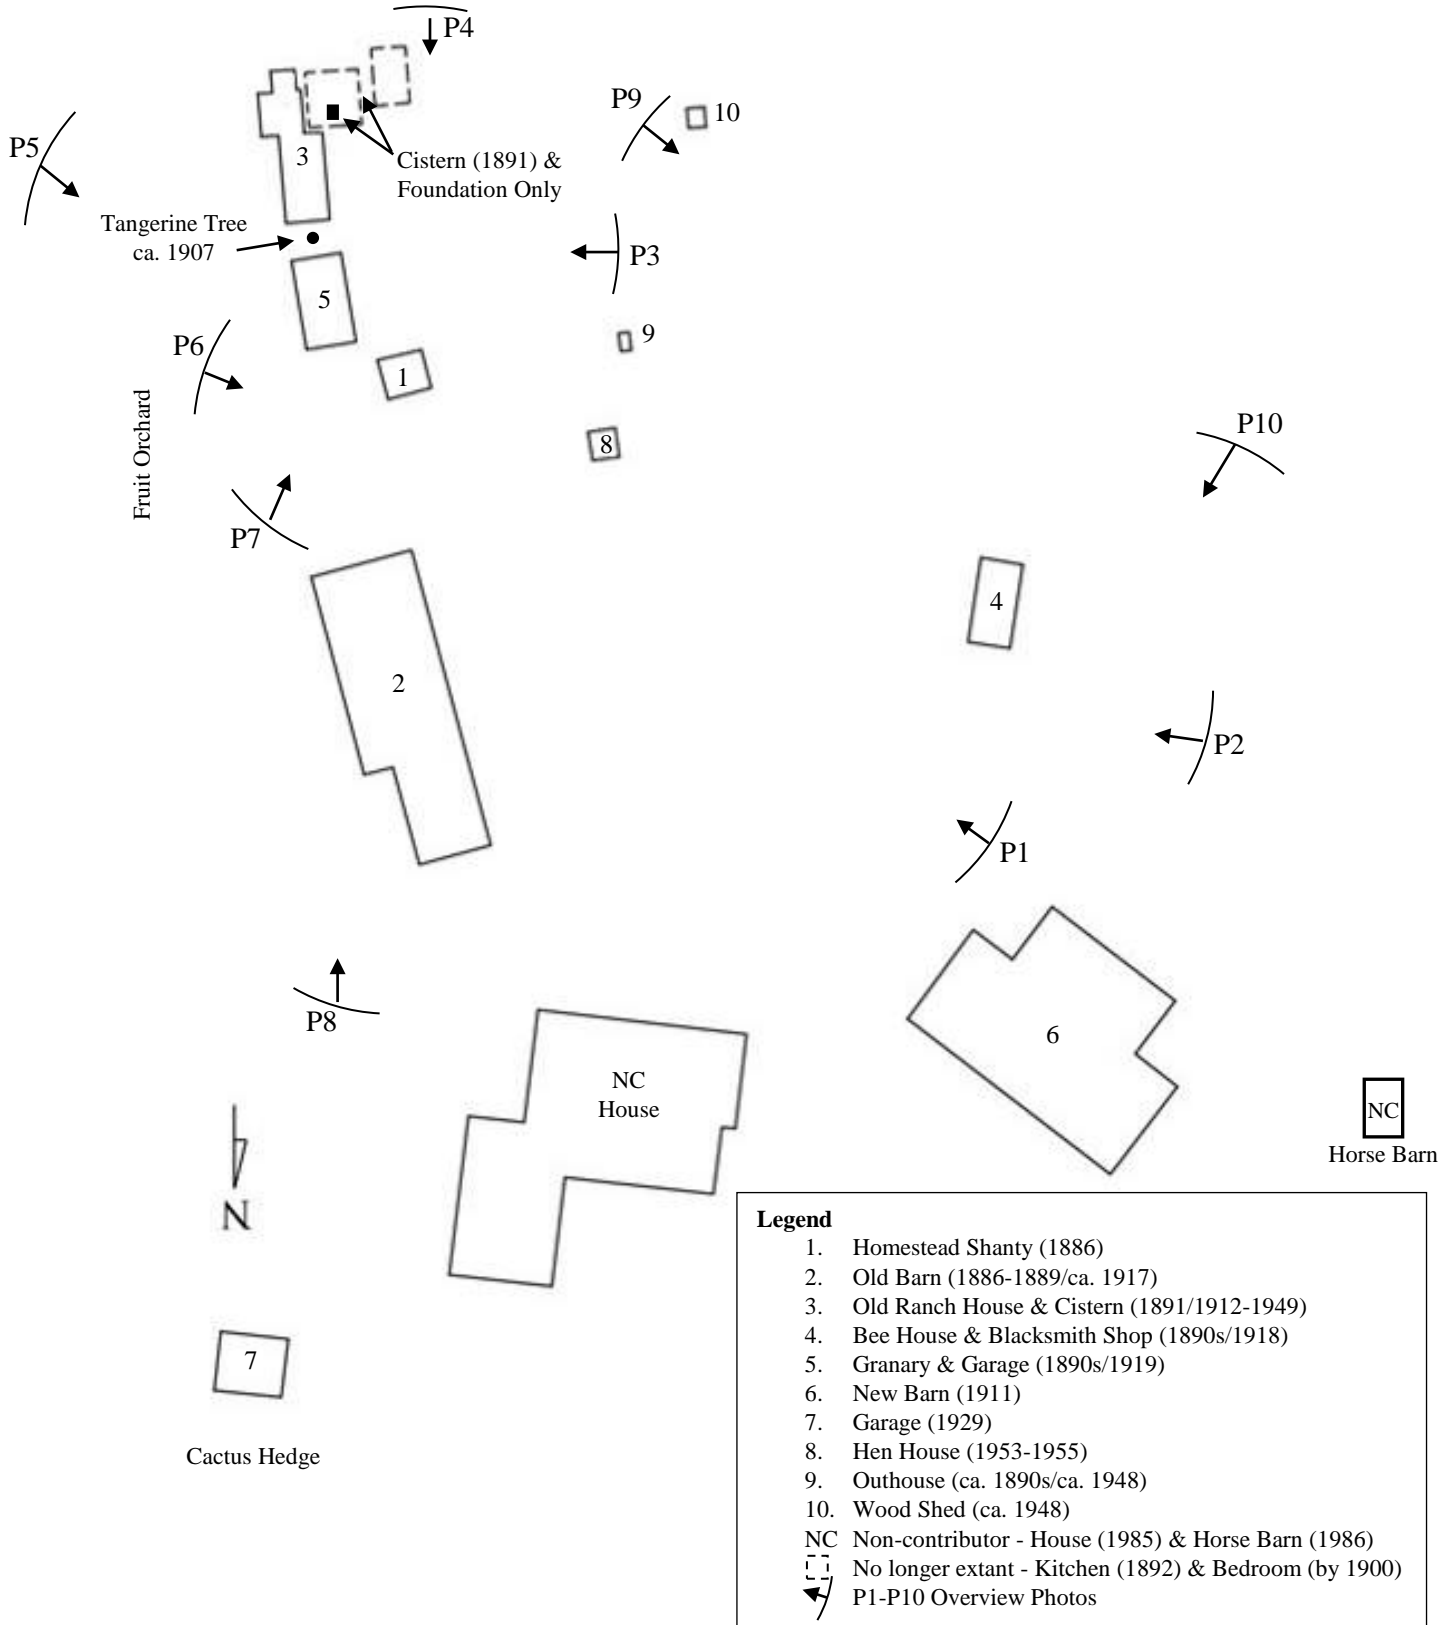 P4
P9
10
P5
3
Cistern (1891) &
Foundation Only
Tangerine Tree
ca. 1907
P3
5
9
P6
1
Fruit Orchard
8
P10
P7
4
2
P2
P1
P8
6
NC
House
NC
Horse Barn
N
7
Cactus Hedge
Legend
1. Homestead Shanty (1886)
2. Old Barn (1886-1889/ca. 1917)
3. Old Ranch House & Cistern (1891/1912-1949)
4. Bee House & Blacksmith Shop (1890s/1918)
5. Granary & Garage (1890s/1919)
6. New Barn (1911)
7. Garage (1929)
8. Hen House (1953-1955)
9. Outhouse (ca. 1890s/ca. 1948)
10. Wood Shed (ca. 1948)
NC Non-contributor - House (1985) & Horse Barn (1986)
No longer extant - Kitchen (1892) & Bedroom (by 1900)
P1-P10 Overview Photos